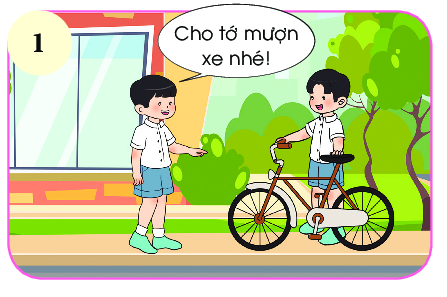 1
Cho tớ mượn
xe nhé!